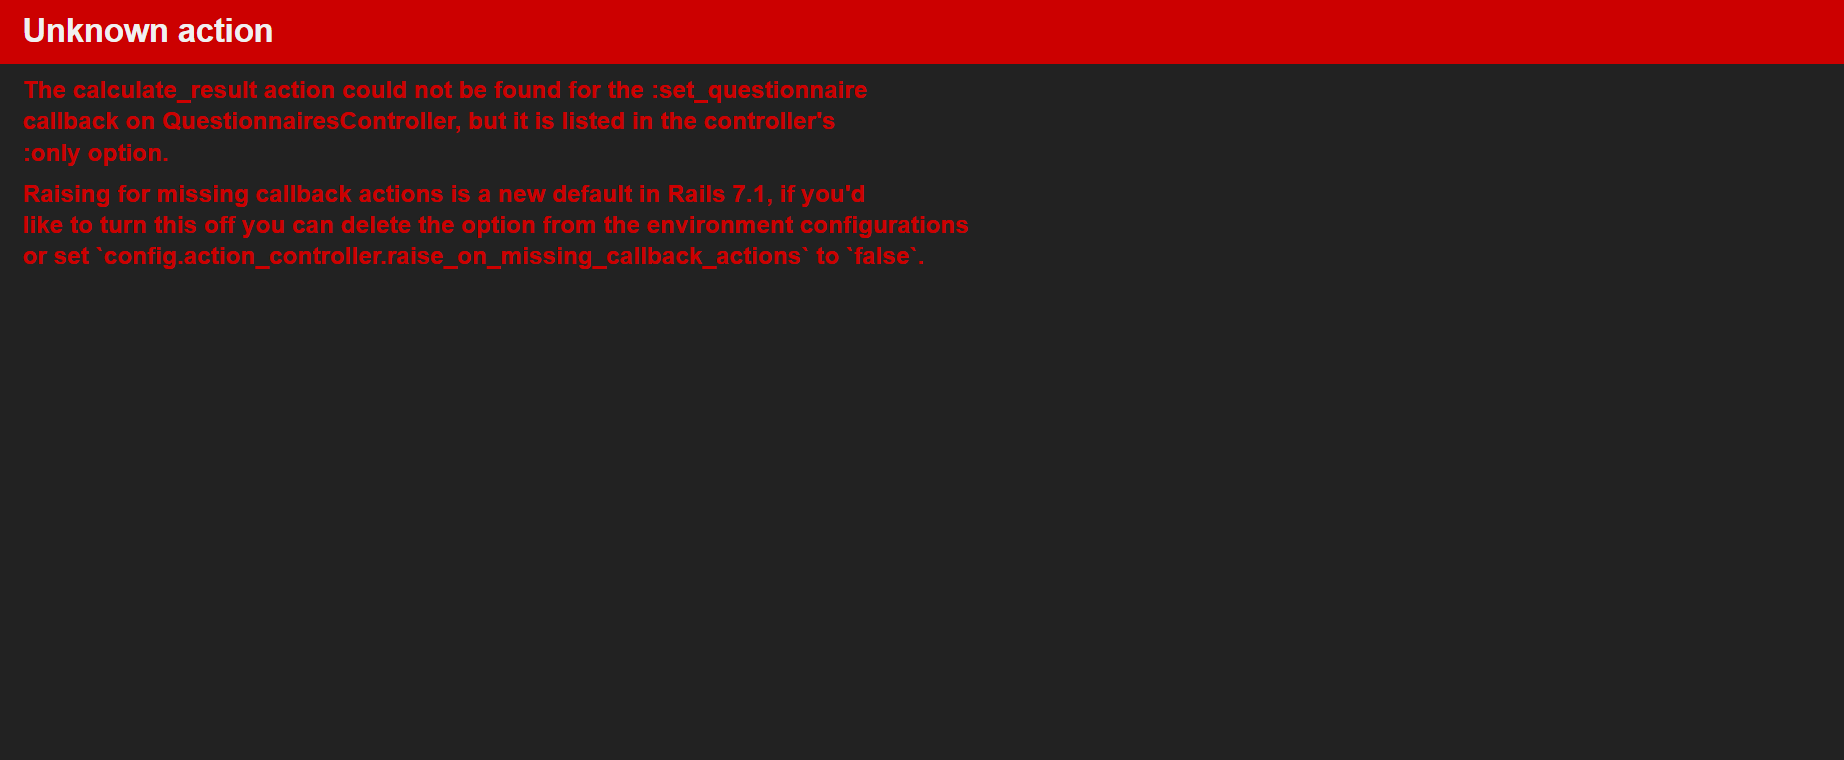 Unknown action
The calculate_result action could not be found for the :set_questionnaire
callback on QuestionnairesController, but it is listed in the controller's
:only option.
Raising for missing callback actions is a new default in Rails 7.1, if you'd
like to turn this off you can delete the option from the environment configurations
or set `config.action_controller.raise_on_missing_callback_actions` to `false`.